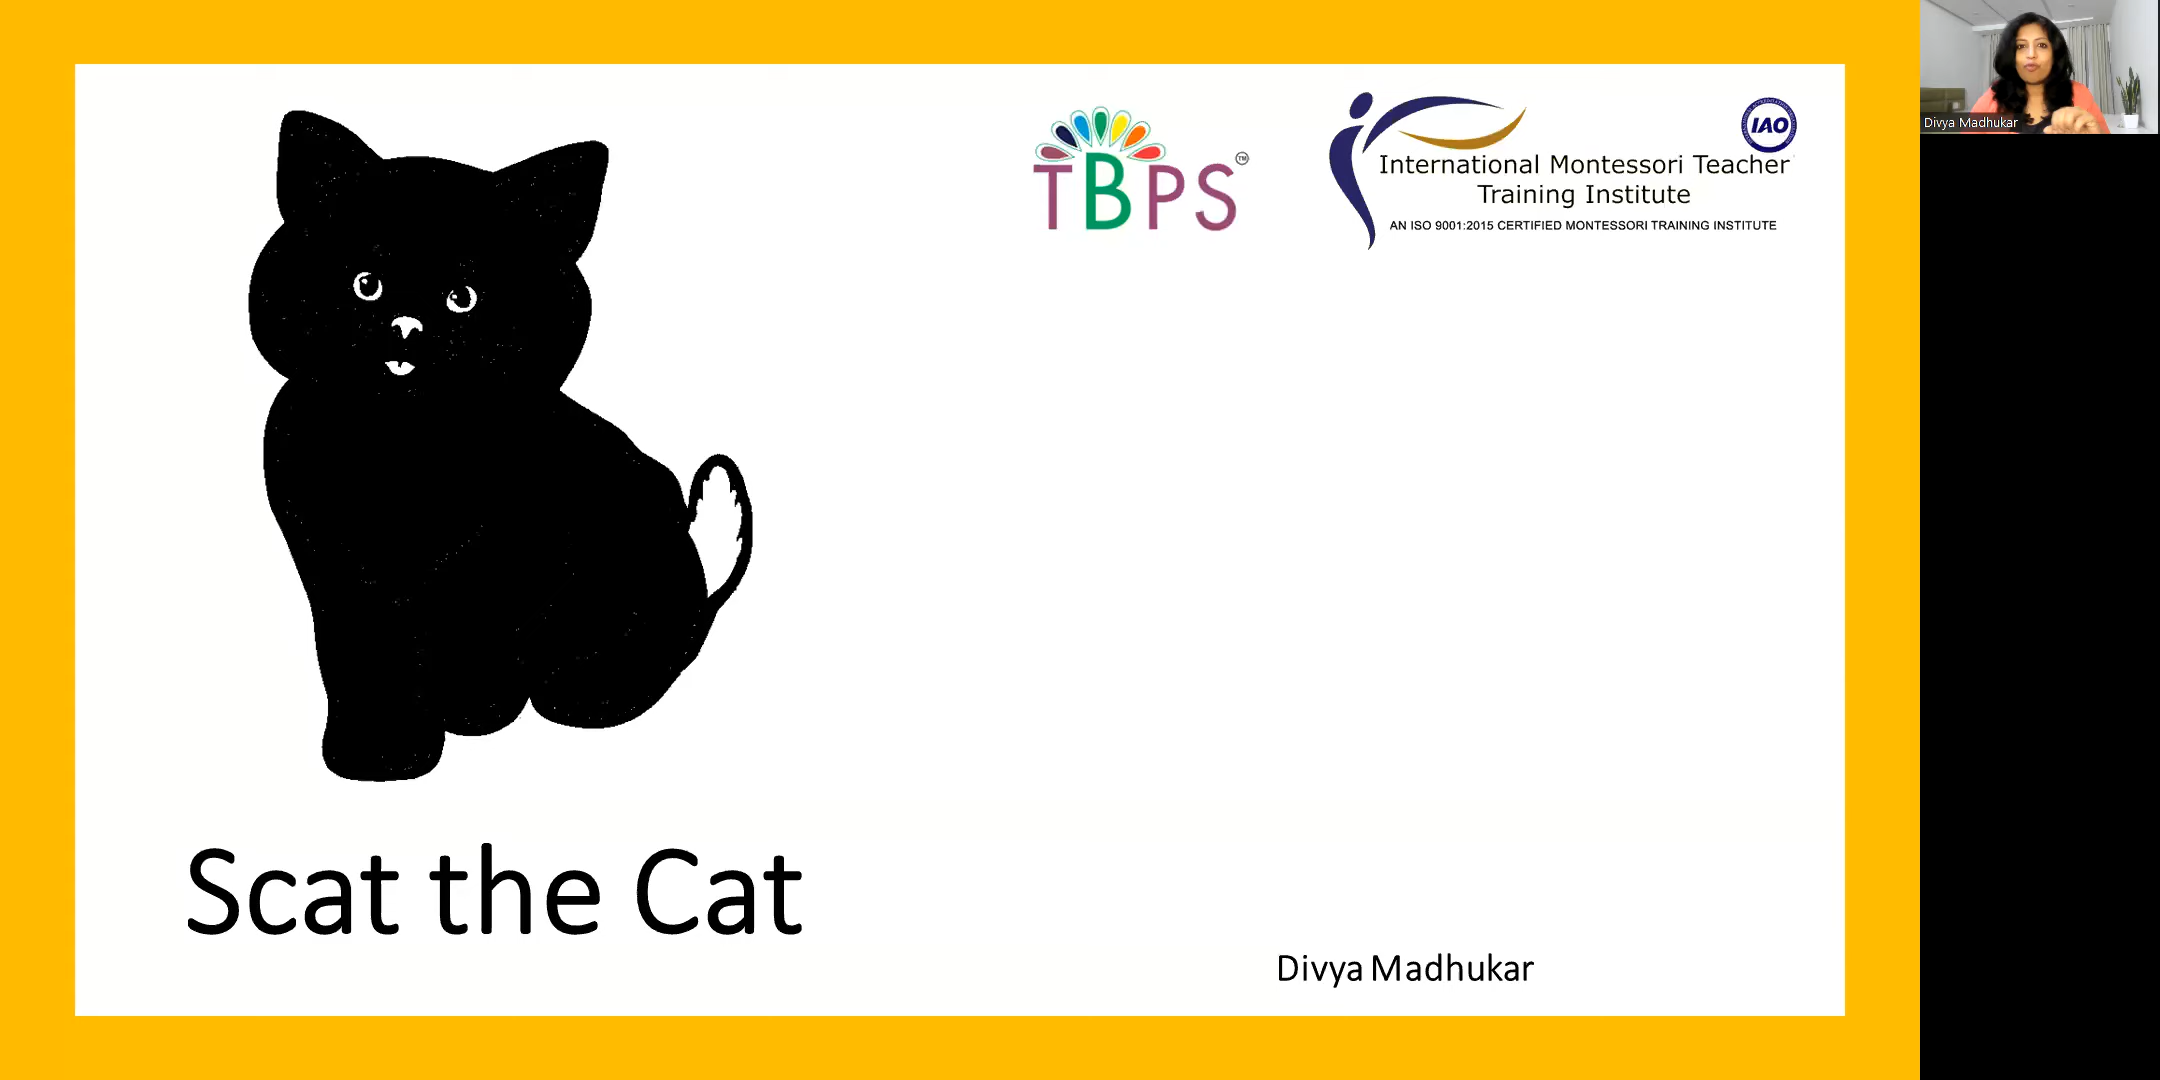 TBPS
TM
IAO
International Montessori Teacher
Training Institute
AN ISO 9001:2015 CERTIFIED MONTESSORI TRAINING INSTITUTE
Divya Madhukar
Scat the Cat
Divya Madhukar